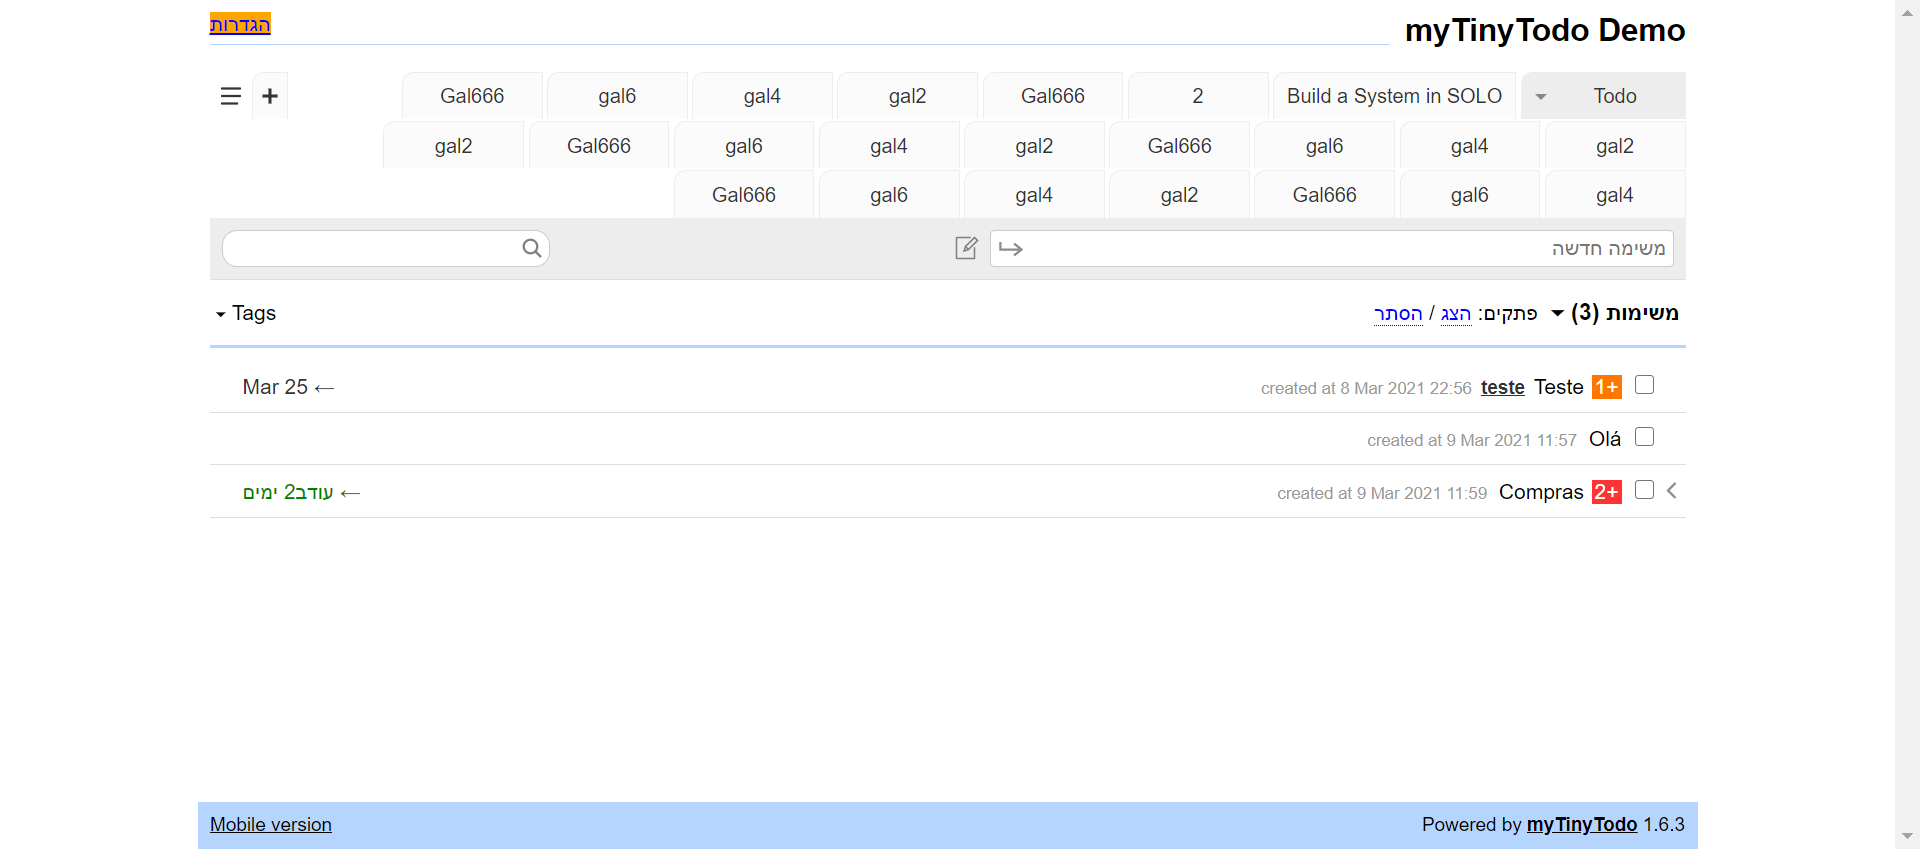 myTinyTodo Demo
הגדרות
Todo
Build a System in SOLO
2
Gal666
gal2
gal4
gal6
Gal666
+
gal2
gal4
gal6
Gal666
gal2
gal4
gal6
Gal666
gal2
gal4
gal6
Gal666
gal2
gal4
gal6
Gal666
משימה חדשה
משימות (3) פתקים: הצג / הסתר
Tags
+1 Teste teste created at 8 Mar 2021 22:56
Mar 25 ←
Olá created at 9 Mar 2021 11:57
+2 Compras created at 9 Mar 2021 11:59
← עודב2 ימים
Powered by myTinyTodo 1.6.3
Mobile version